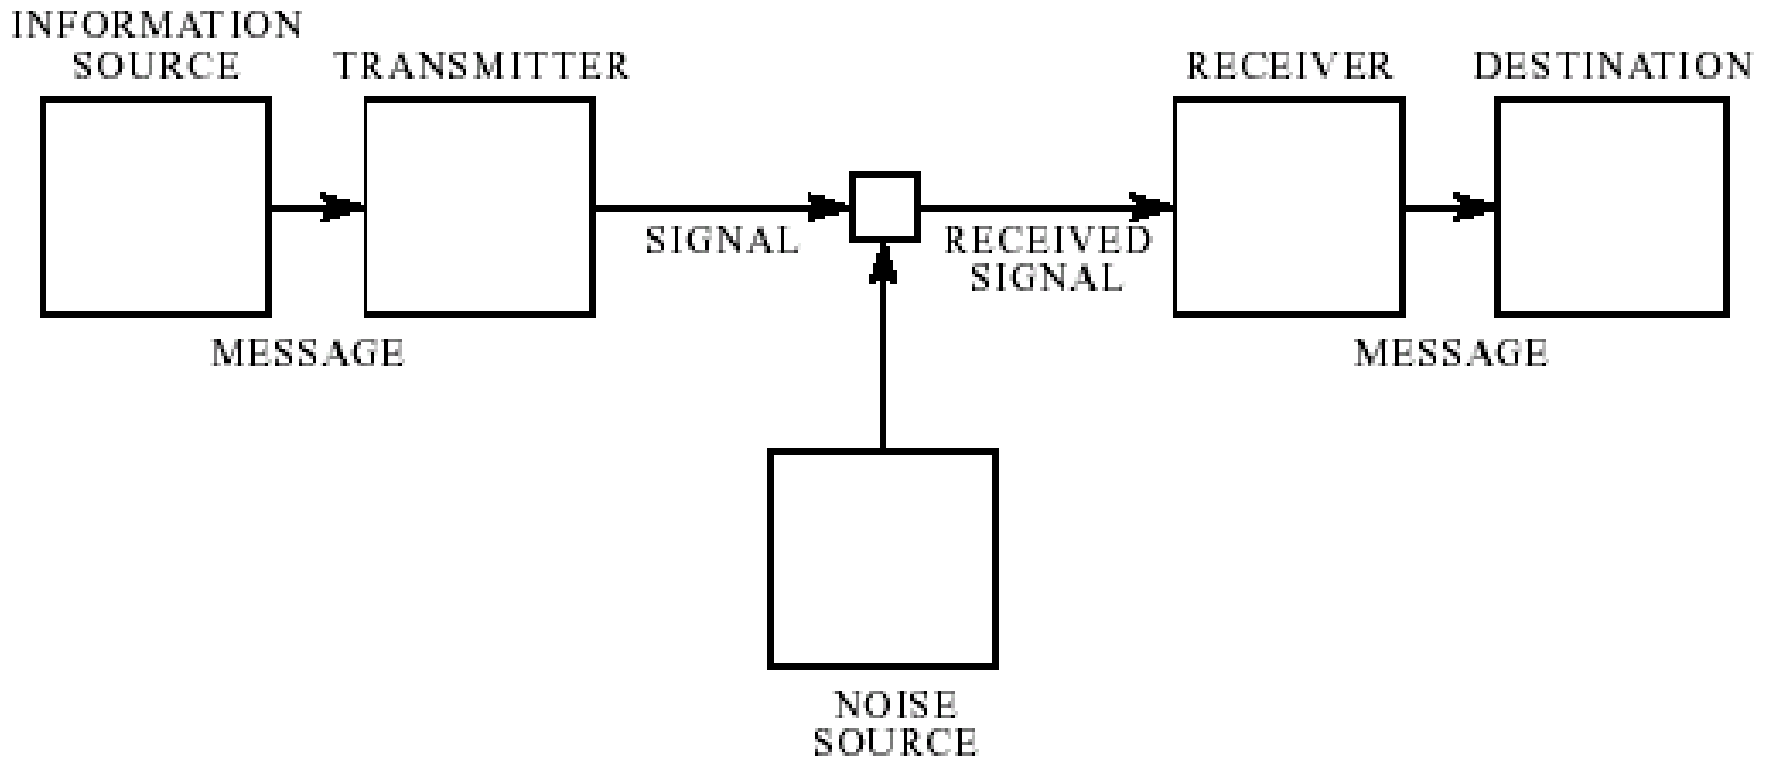 INFORMATION
SOURCE
TRANSMITTER
RECEIVER
DESTINATION
SIGNAL
RECEIVED
SIGNAL
MESSAGE
MESSAGE
NOISE
SOURCE